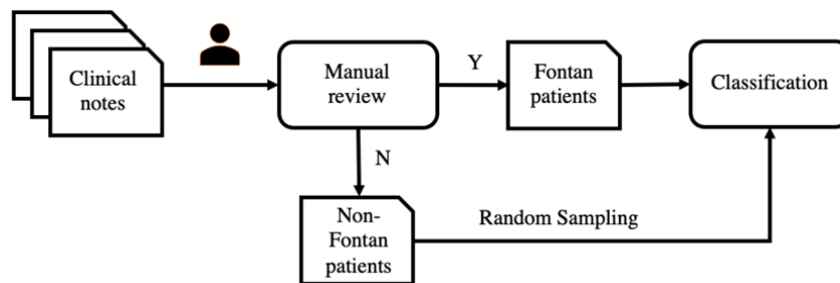 Clinical
notes
Manual
review
Y
Fontan
patients
Classification
N
Non-
Fontan
patients
Random Sampling